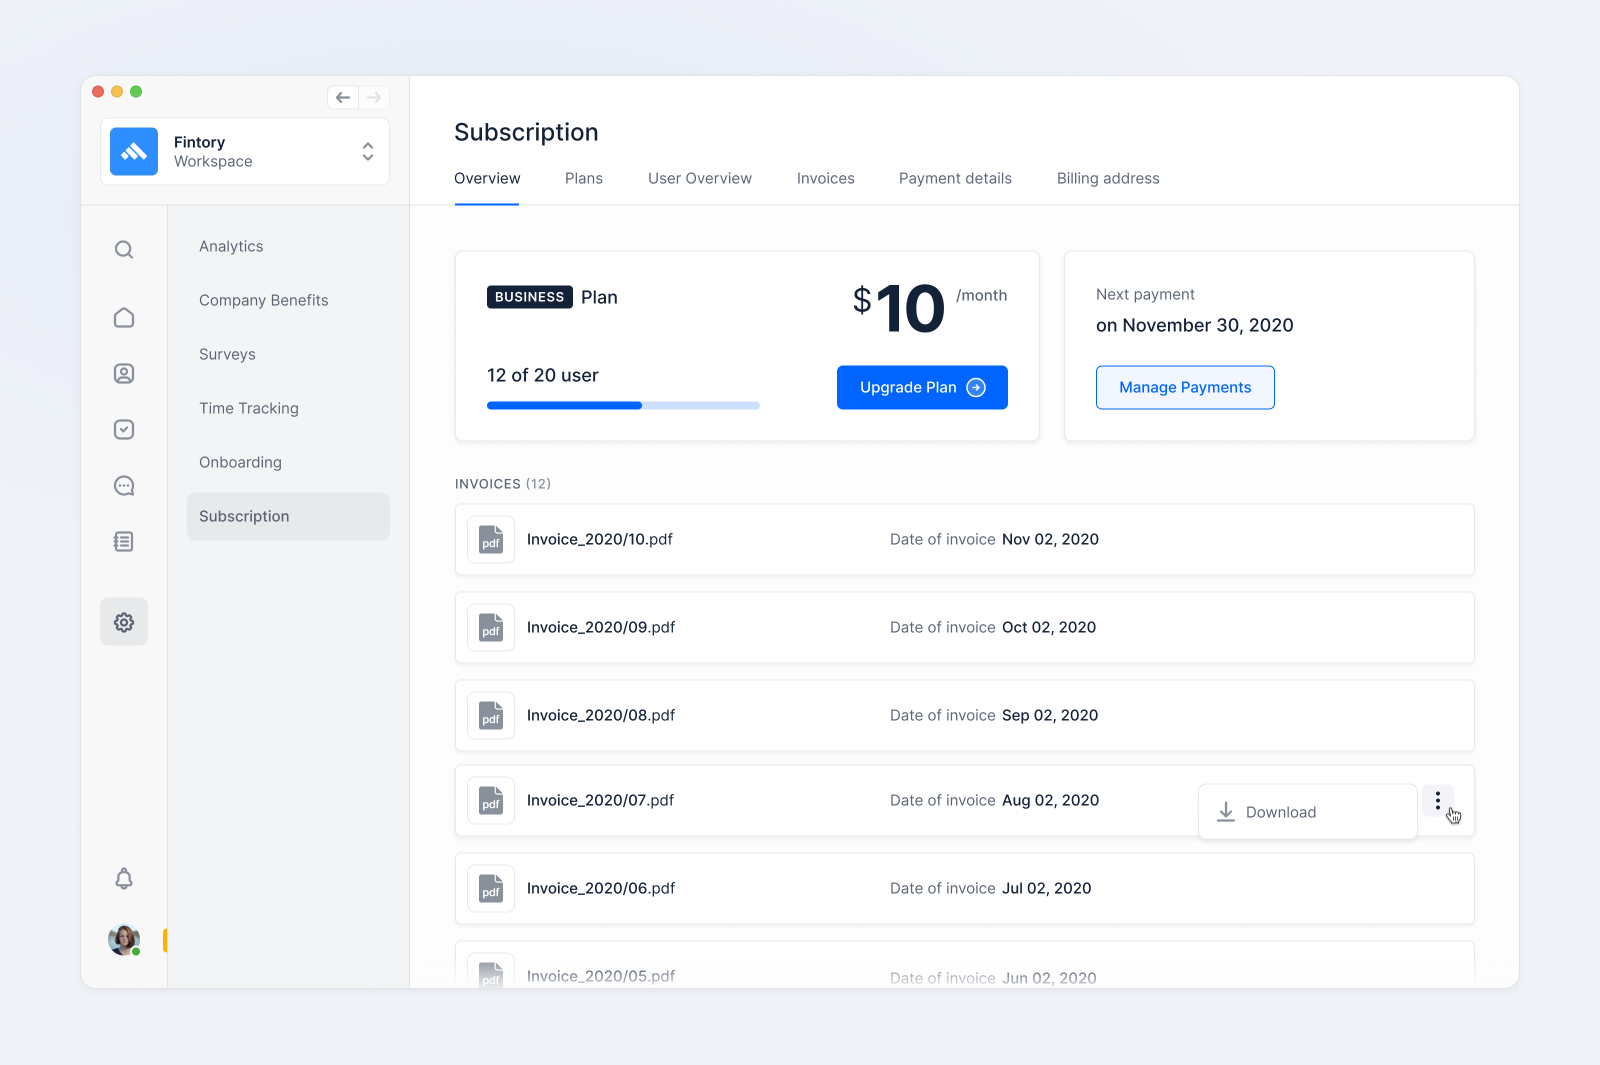 Fintory
Workspace
Subscription
Overview Plans User Overview Invoices Payment details Billing address
Analytics
Company Benefits
Surveys
Time Tracking
Onboarding
Subscription
BUSINESS Plan
$10 /month
12 of 20 user
Upgrade Plan
Next payment
on November 30, 2020
Manage Payments
INVOICES (12)
pdf Invoice_2020/10.pdf Date of invoice Nov 02, 2020
pdf Invoice_2020/09.pdf Date of invoice Oct 02, 2020
pdf Invoice_2020/08.pdf Date of invoice Sep 02, 2020
pdf Invoice_2020/07.pdf Date of invoice Aug 02, 2020
Download
pdf Invoice_2020/06.pdf Date of invoice Jul 02, 2020
pdf Invoice_2020/05.pdf Date of invoice Jun 02, 2020